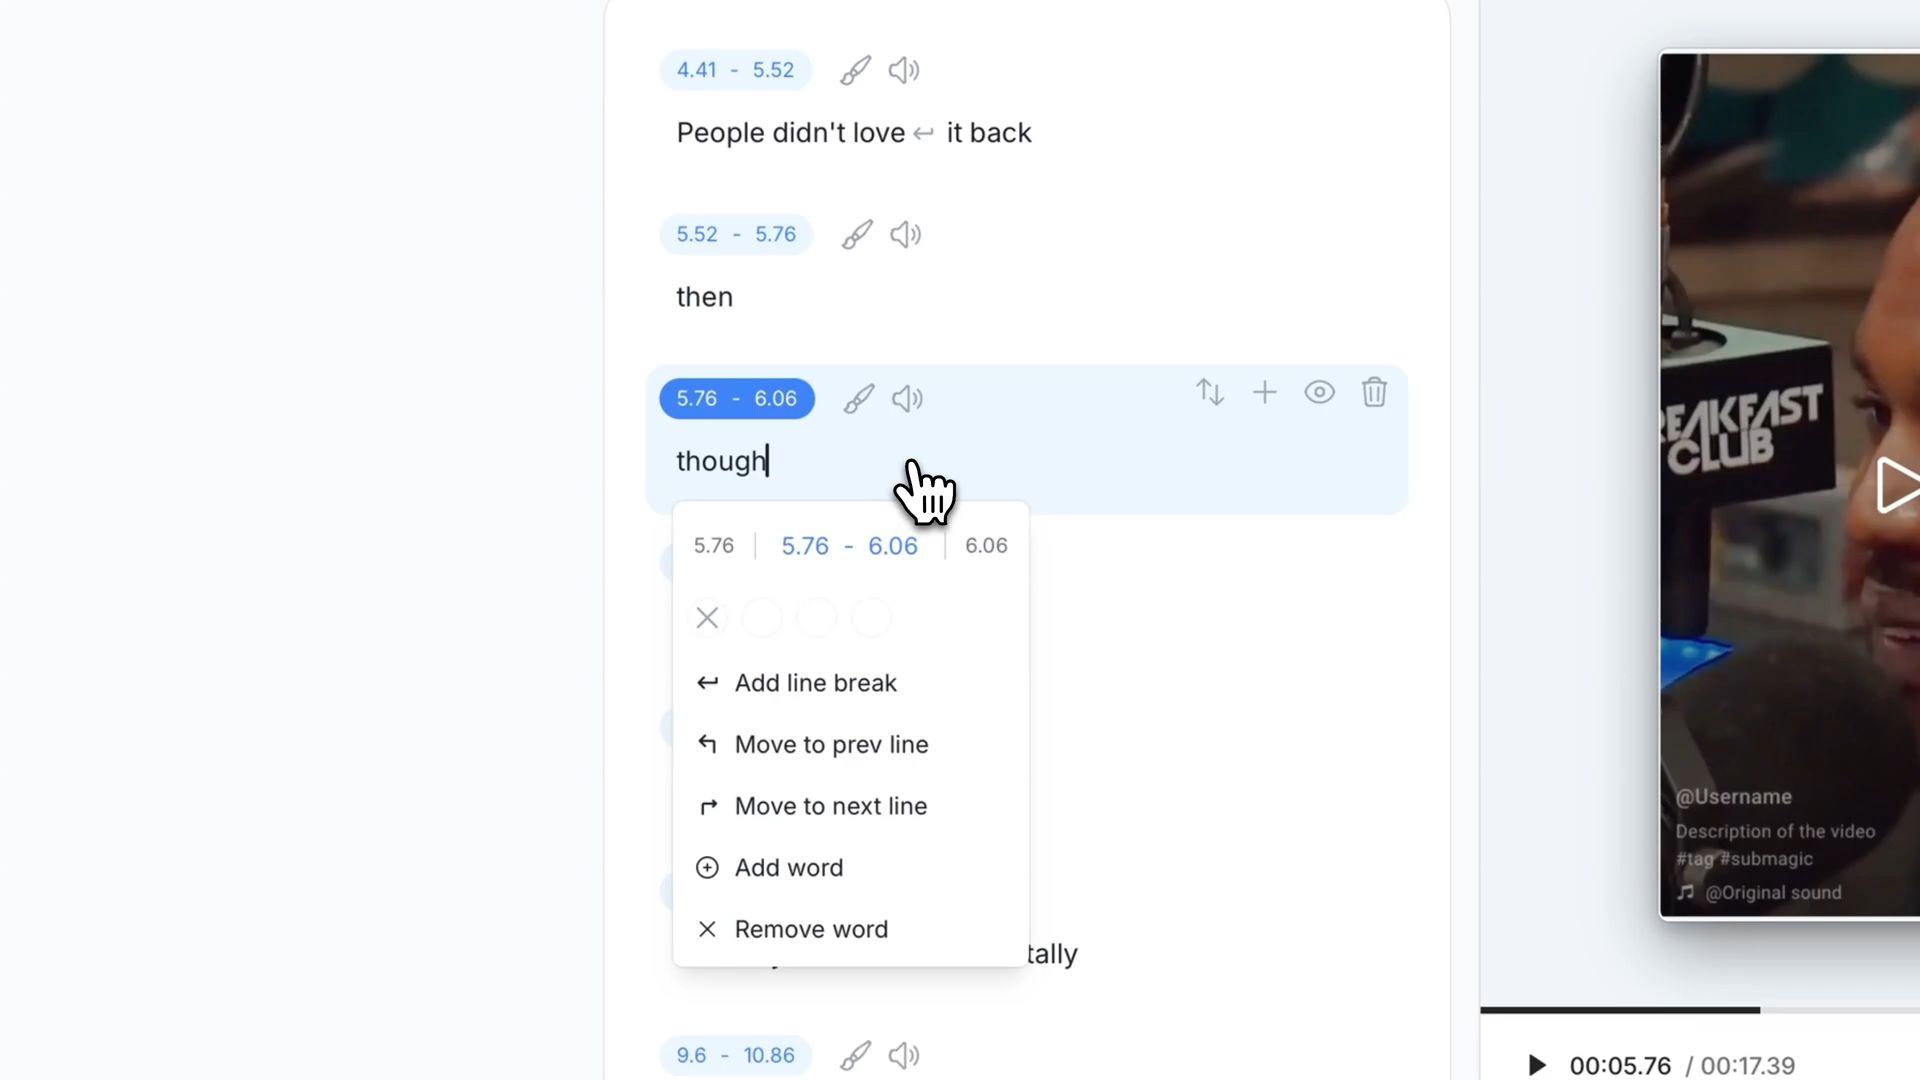 4.41 - 5.52
People didn't love ↵ it back
5.52 - 5.76
then
5.76 - 6.06
though
5.76 | 5.76 - 6.06 | 6.06
Add line break
Move to prev line
Move to next line
Add word
Remove word
tally
9.6 - 10.86
EAKFAST
CLUB
@Username
Description of the video
#tag #submagic
@Original sound
00:05.76 / 00:17.39